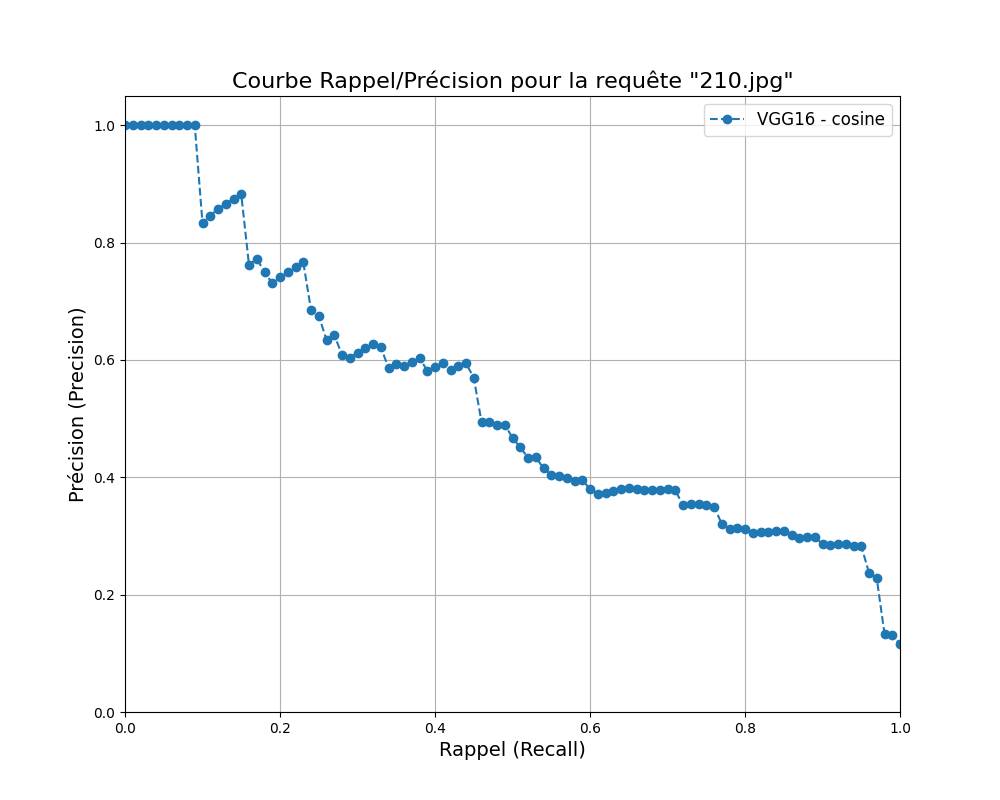 Courbe Rappel/Précision pour la requête "210.jpg"
VGG16 - cosine
Précision (Precision)
1.0
0.8
0.6
0.4
0.2
0.0
0.0 0.2 0.4 0.6 0.8 1.0
Rappel (Recall)